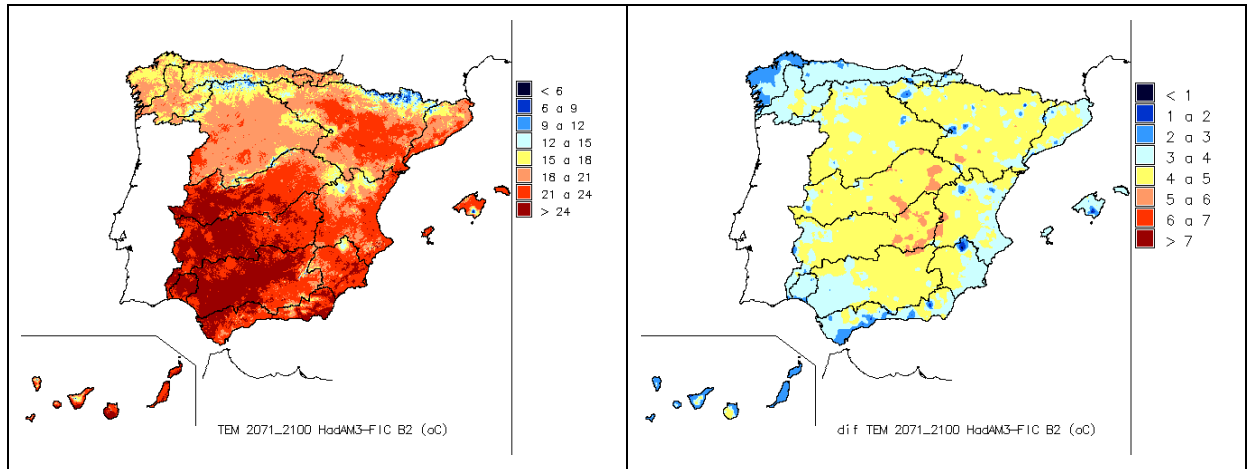 < 6
6 a 9
9 a 12
12 a 15
15 a 18
18 a 21
21 a 24
> 24
TEM 2071_2100 HadAM3-FIC B2 (oC)
< 1
1 a 2
2 a 3
3 a 4
4 a 5
5 a 6
6 a 7
> 7
dif TEM 2071_2100 HadAM3-FIC B2 (oC)